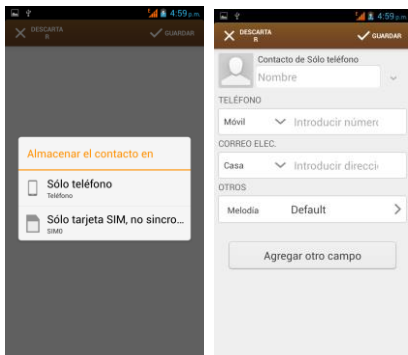 4:59 p.m.
DESCARTA
R
GUARDAR
Almacenar el contacto en
Sólo teléfono
Teléfono
Sólo tarjeta SIM, no sincro...
SIM0
4:59 p.m.
DESCARTA
R
GUARDAR
Contacto de Sólo teléfono
Nombre
TELÉFONO
Móvil Introducir númer
CORREO ELEC.
Casa Introducir direcci
OTROS
Melodía Default
Agregar otro campo